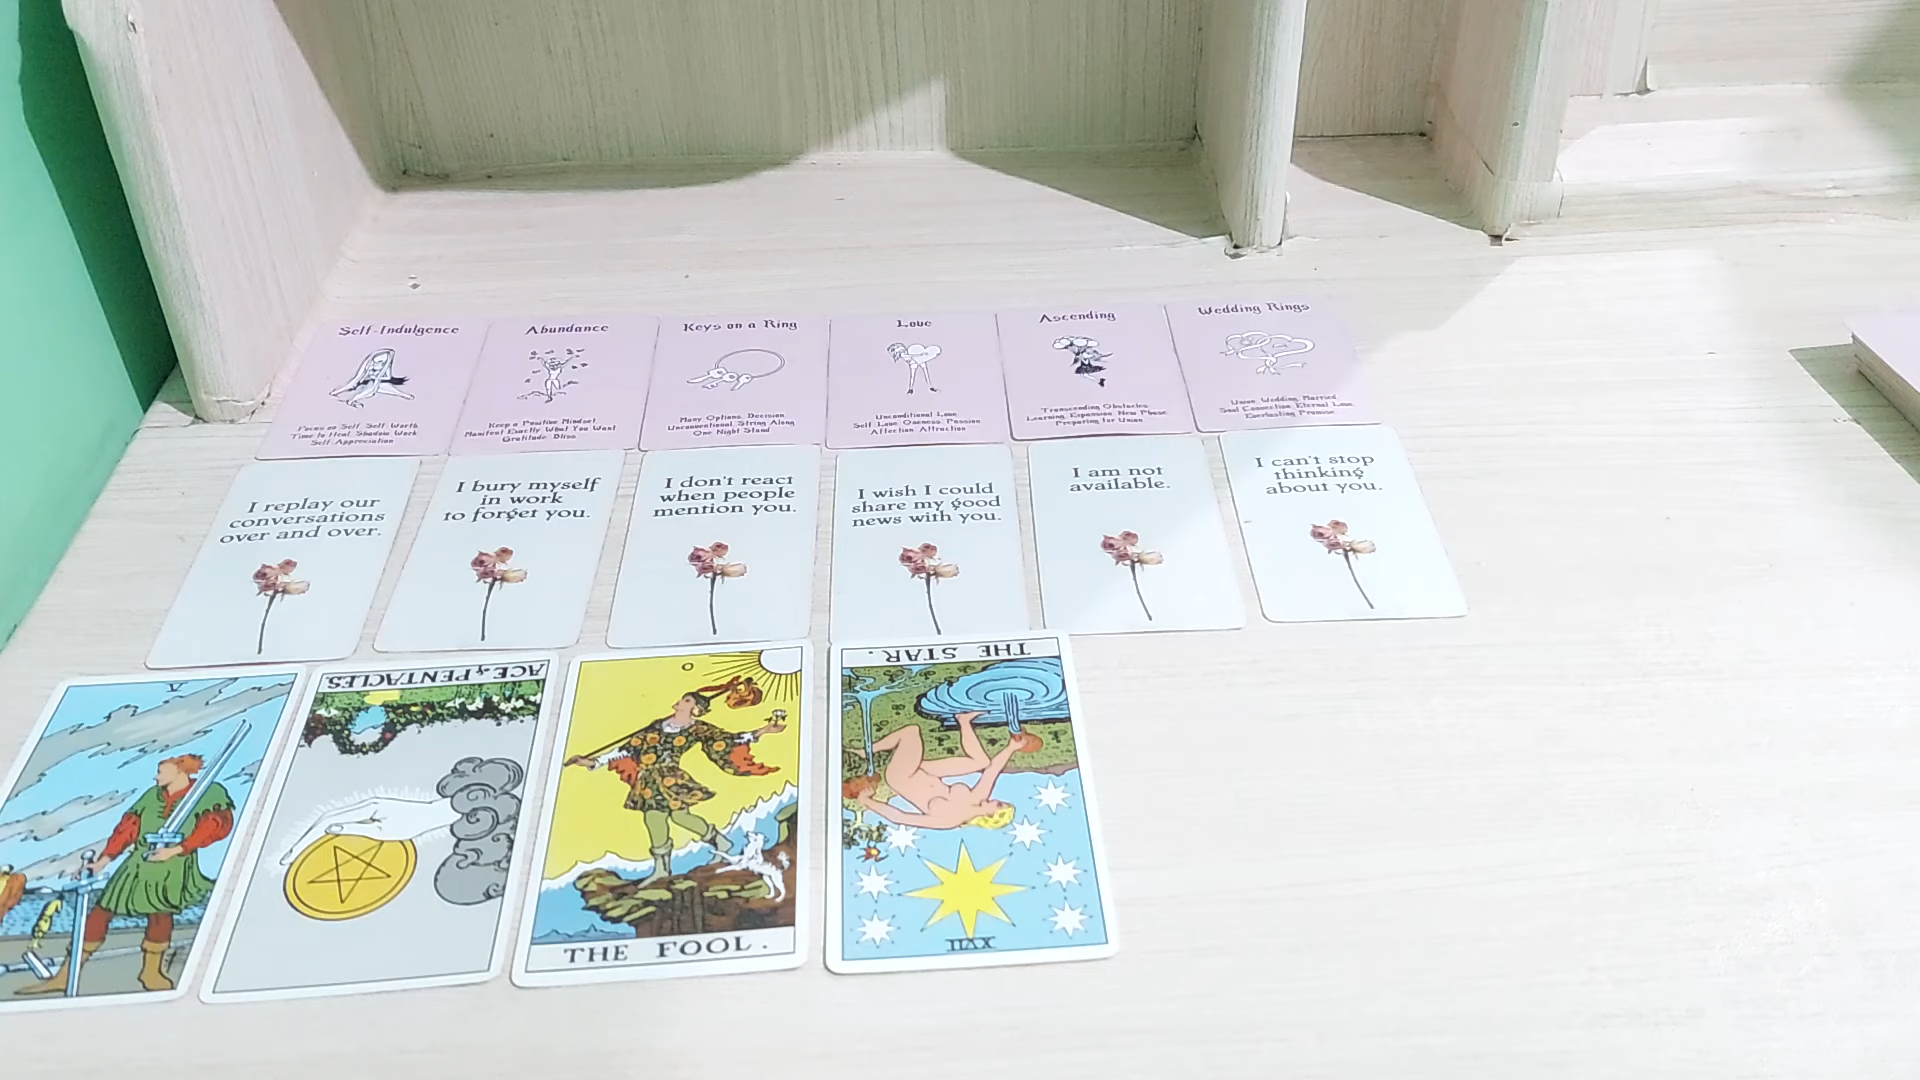 Self-Indulgence
Focus on Self, Self-Worth
Time to Heal, Shadow Work
Self-Appreciation
Abundance
Keep a Positive Mindset
Manifest Exactly What You Want
Gratitude, Bliss
Keys on a Ring
Many Options, Decision
Unconventional, String Along
One Night Stand
Love
Unconditional Love
Self Love, Oneness, Passion
Affection, Attraction
Ascending
Transcending Obstacles
Learning, Expansion, New Phase
Preparing for Union
Wedding Rings
Union, Wedding, Married
Soul Connection, Eternal Love
Everlasting Promise
I replay our
conversations
over and over.
I bury myself
in work
to forget you.
I don't react
when people
mention you.
I wish I could
share my good
news with you.
I am not
available.
I can't stop
thinking
about you.
V
ACE of PENTACLES.
0
THE FOOL.
THE STAR.
XVII